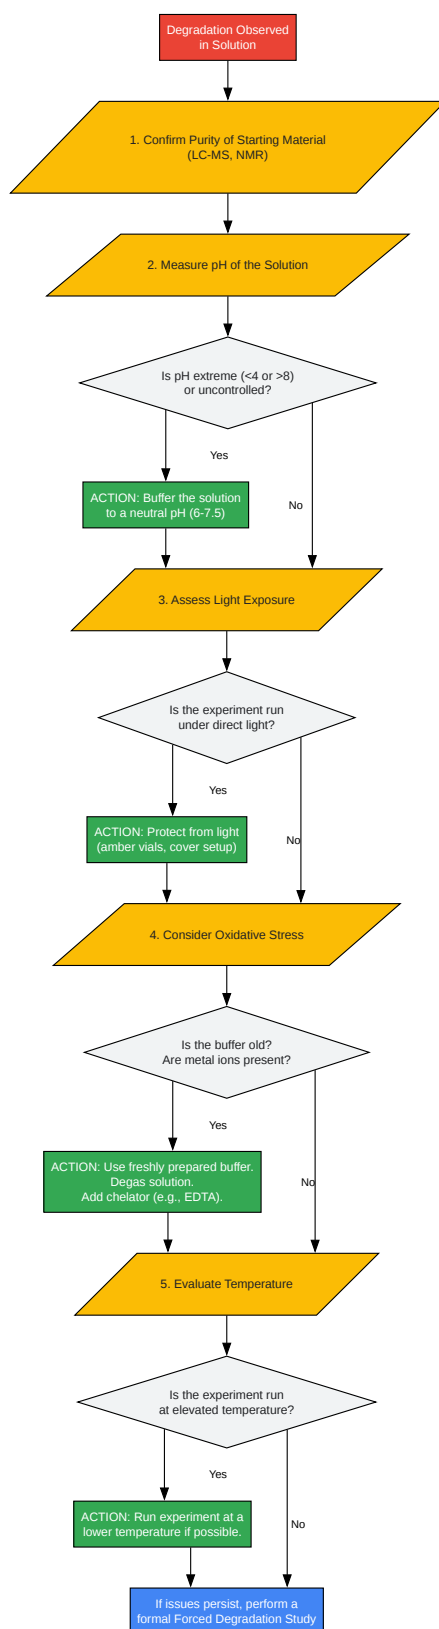 Degradation Observed
in Solution
1. Confirm Purity of Starting Material
(LC-MS, NMR)
2. Measure pH of the Solution
Is pH extreme (<4 or >8)
or uncontrolled?
Yes
ACTION: Buffer the solution
to a neutral pH (6-7.5)
No
3. Assess Light Exposure
Is the experiment run
under direct light?
Yes
ACTION: Protect from light
(amber vials, cover setup)
No
4. Consider Oxidative Stress
Is the buffer old?
Are metal ions present?
Yes
ACTION: Use freshly prepared buffer.
Degas solution.
Add chelator (e.g., EDTA).
No
5. Evaluate Temperature
Is the experiment run
at elevated temperature?
Yes
ACTION: Run experiment at a
lower temperature if possible.
No
If issues persist, perform a
formal Forced Degradation Study